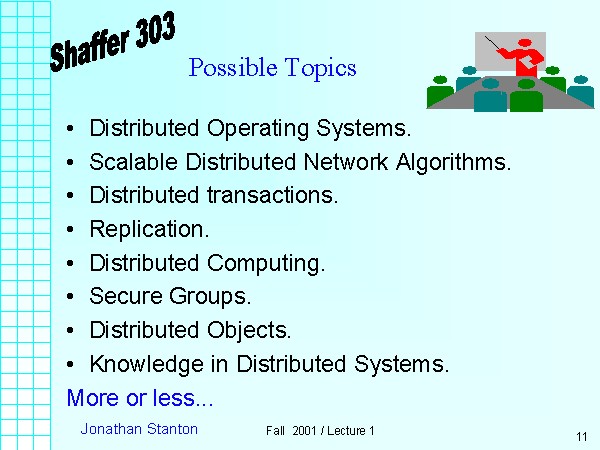 Shaffer 303
Possible Topics
• Distributed Operating Systems.
• Scalable Distributed Network Algorithms.
• Distributed transactions.
• Replication.
• Distributed Computing.
• Secure Groups.
• Distributed Objects.
• Knowledge in Distributed Systems.
More or less...
Jonathan Stanton
Fall 2001 / Lecture 1
11